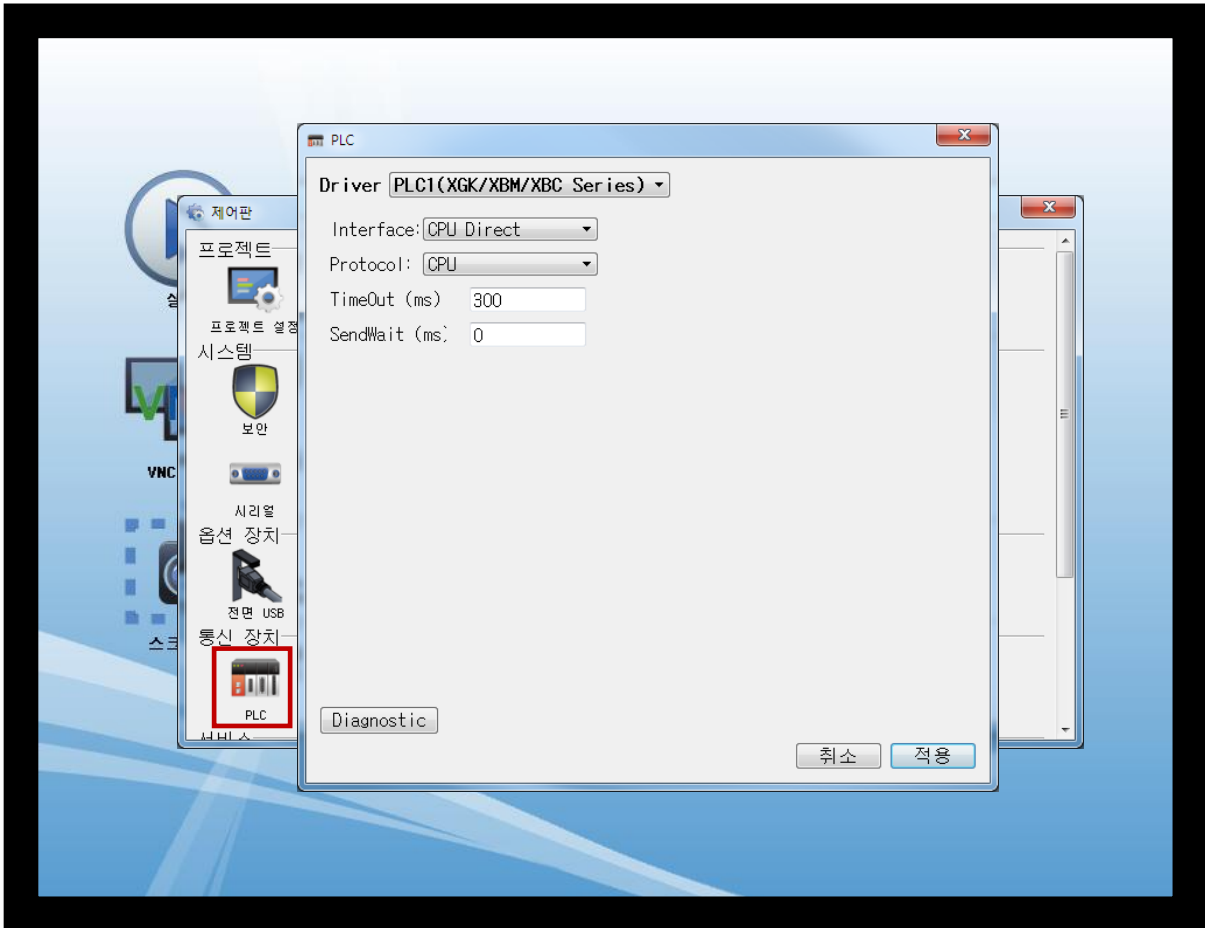 PLC
Driver PLC1(XGK/XBM/XBC Series)
Interface: CPU Direct
Protocol: CPU
TimeOut (ms) 300
SendWait (ms) 0
Diagnostic
취소 적용
제어판
프로젝트
프로젝트 설정
시스템
보안
시리얼
옵션 장치
전면 USB
통신 장치
PLC
서비스
VNC